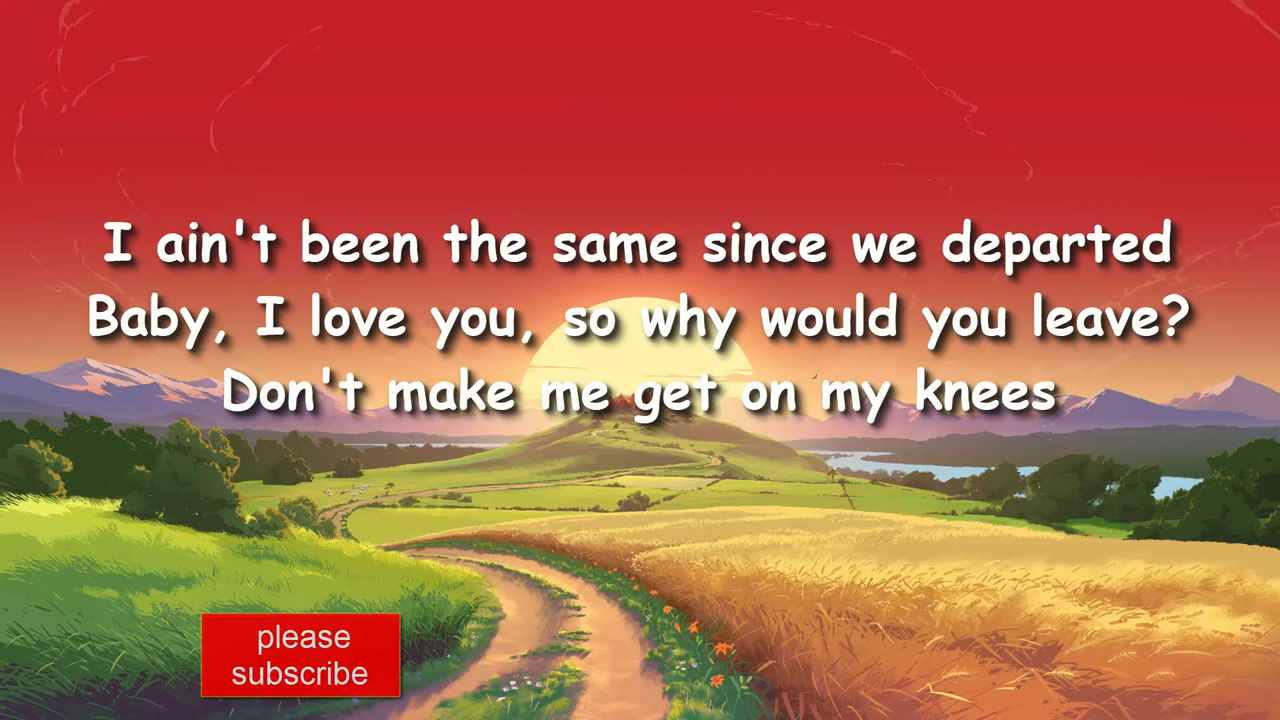 I ain't been the same since we departed
Baby, I love you, so why would you leave?
Don't make me get on my knees
please
subscribe